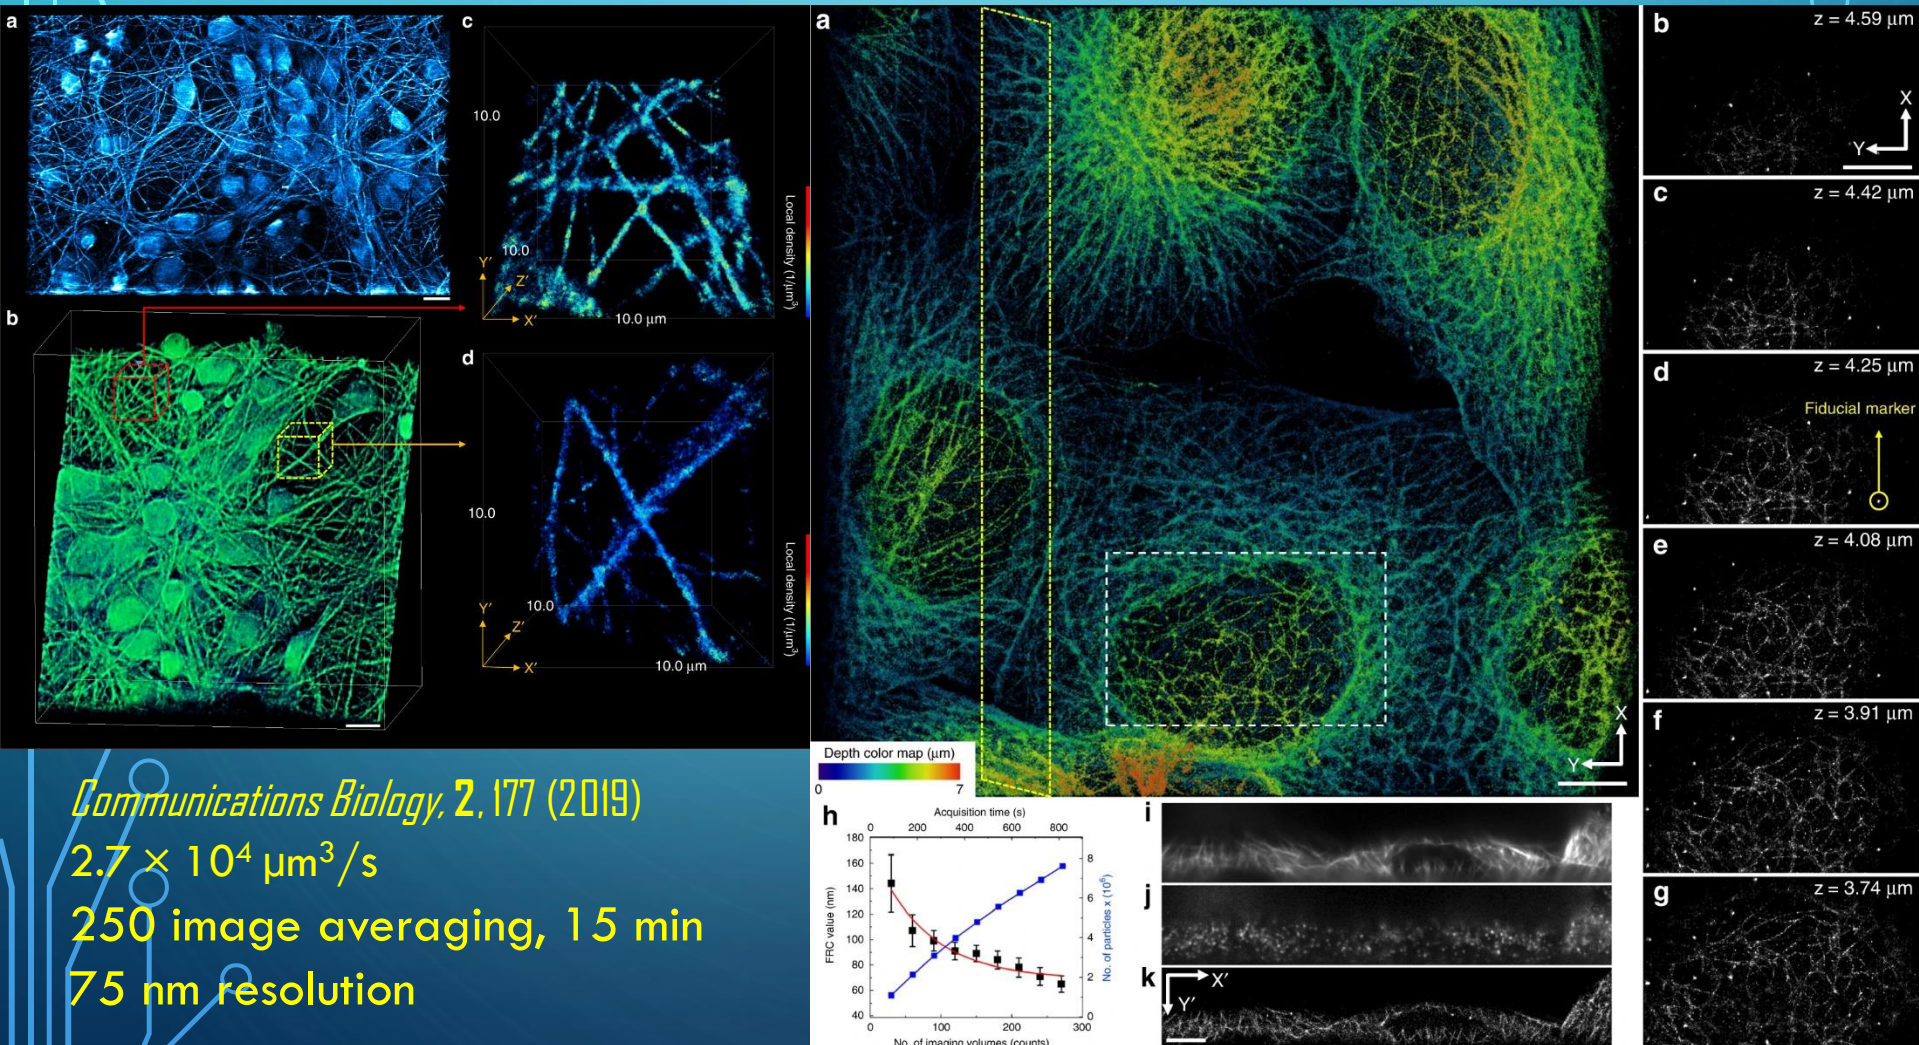 a
b
c
10.0
10.0
10.0 μm
Y′
Z′
X′
Local density (1/μm³)
d
10.0
10.0
10.0 μm
Y′
Z′
X′
Local density (1/μm³)
Communications Biology, 2, 177 (2019)
2.7 × 10⁴ μm³/s
250 image averaging, 15 min
75 nm resolution
a
Depth color map (μm)
0 7
X
Y
b
z = 4.59 μm
X
Y
c
z = 4.42 μm
d
z = 4.25 μm
Fiducial marker
e
z = 4.08 μm
f
z = 3.91 μm
g
z = 3.74 μm
h
Acquisition time (s)
0 200 400 600 800
180
160
140
120
100
80
60
40
FRC value (nm)
8
6
4
2
0
No. of particies x (10⁶)
0 100 200 300
No. of imaging volumes (counts)
i
j
k
X′
Y′